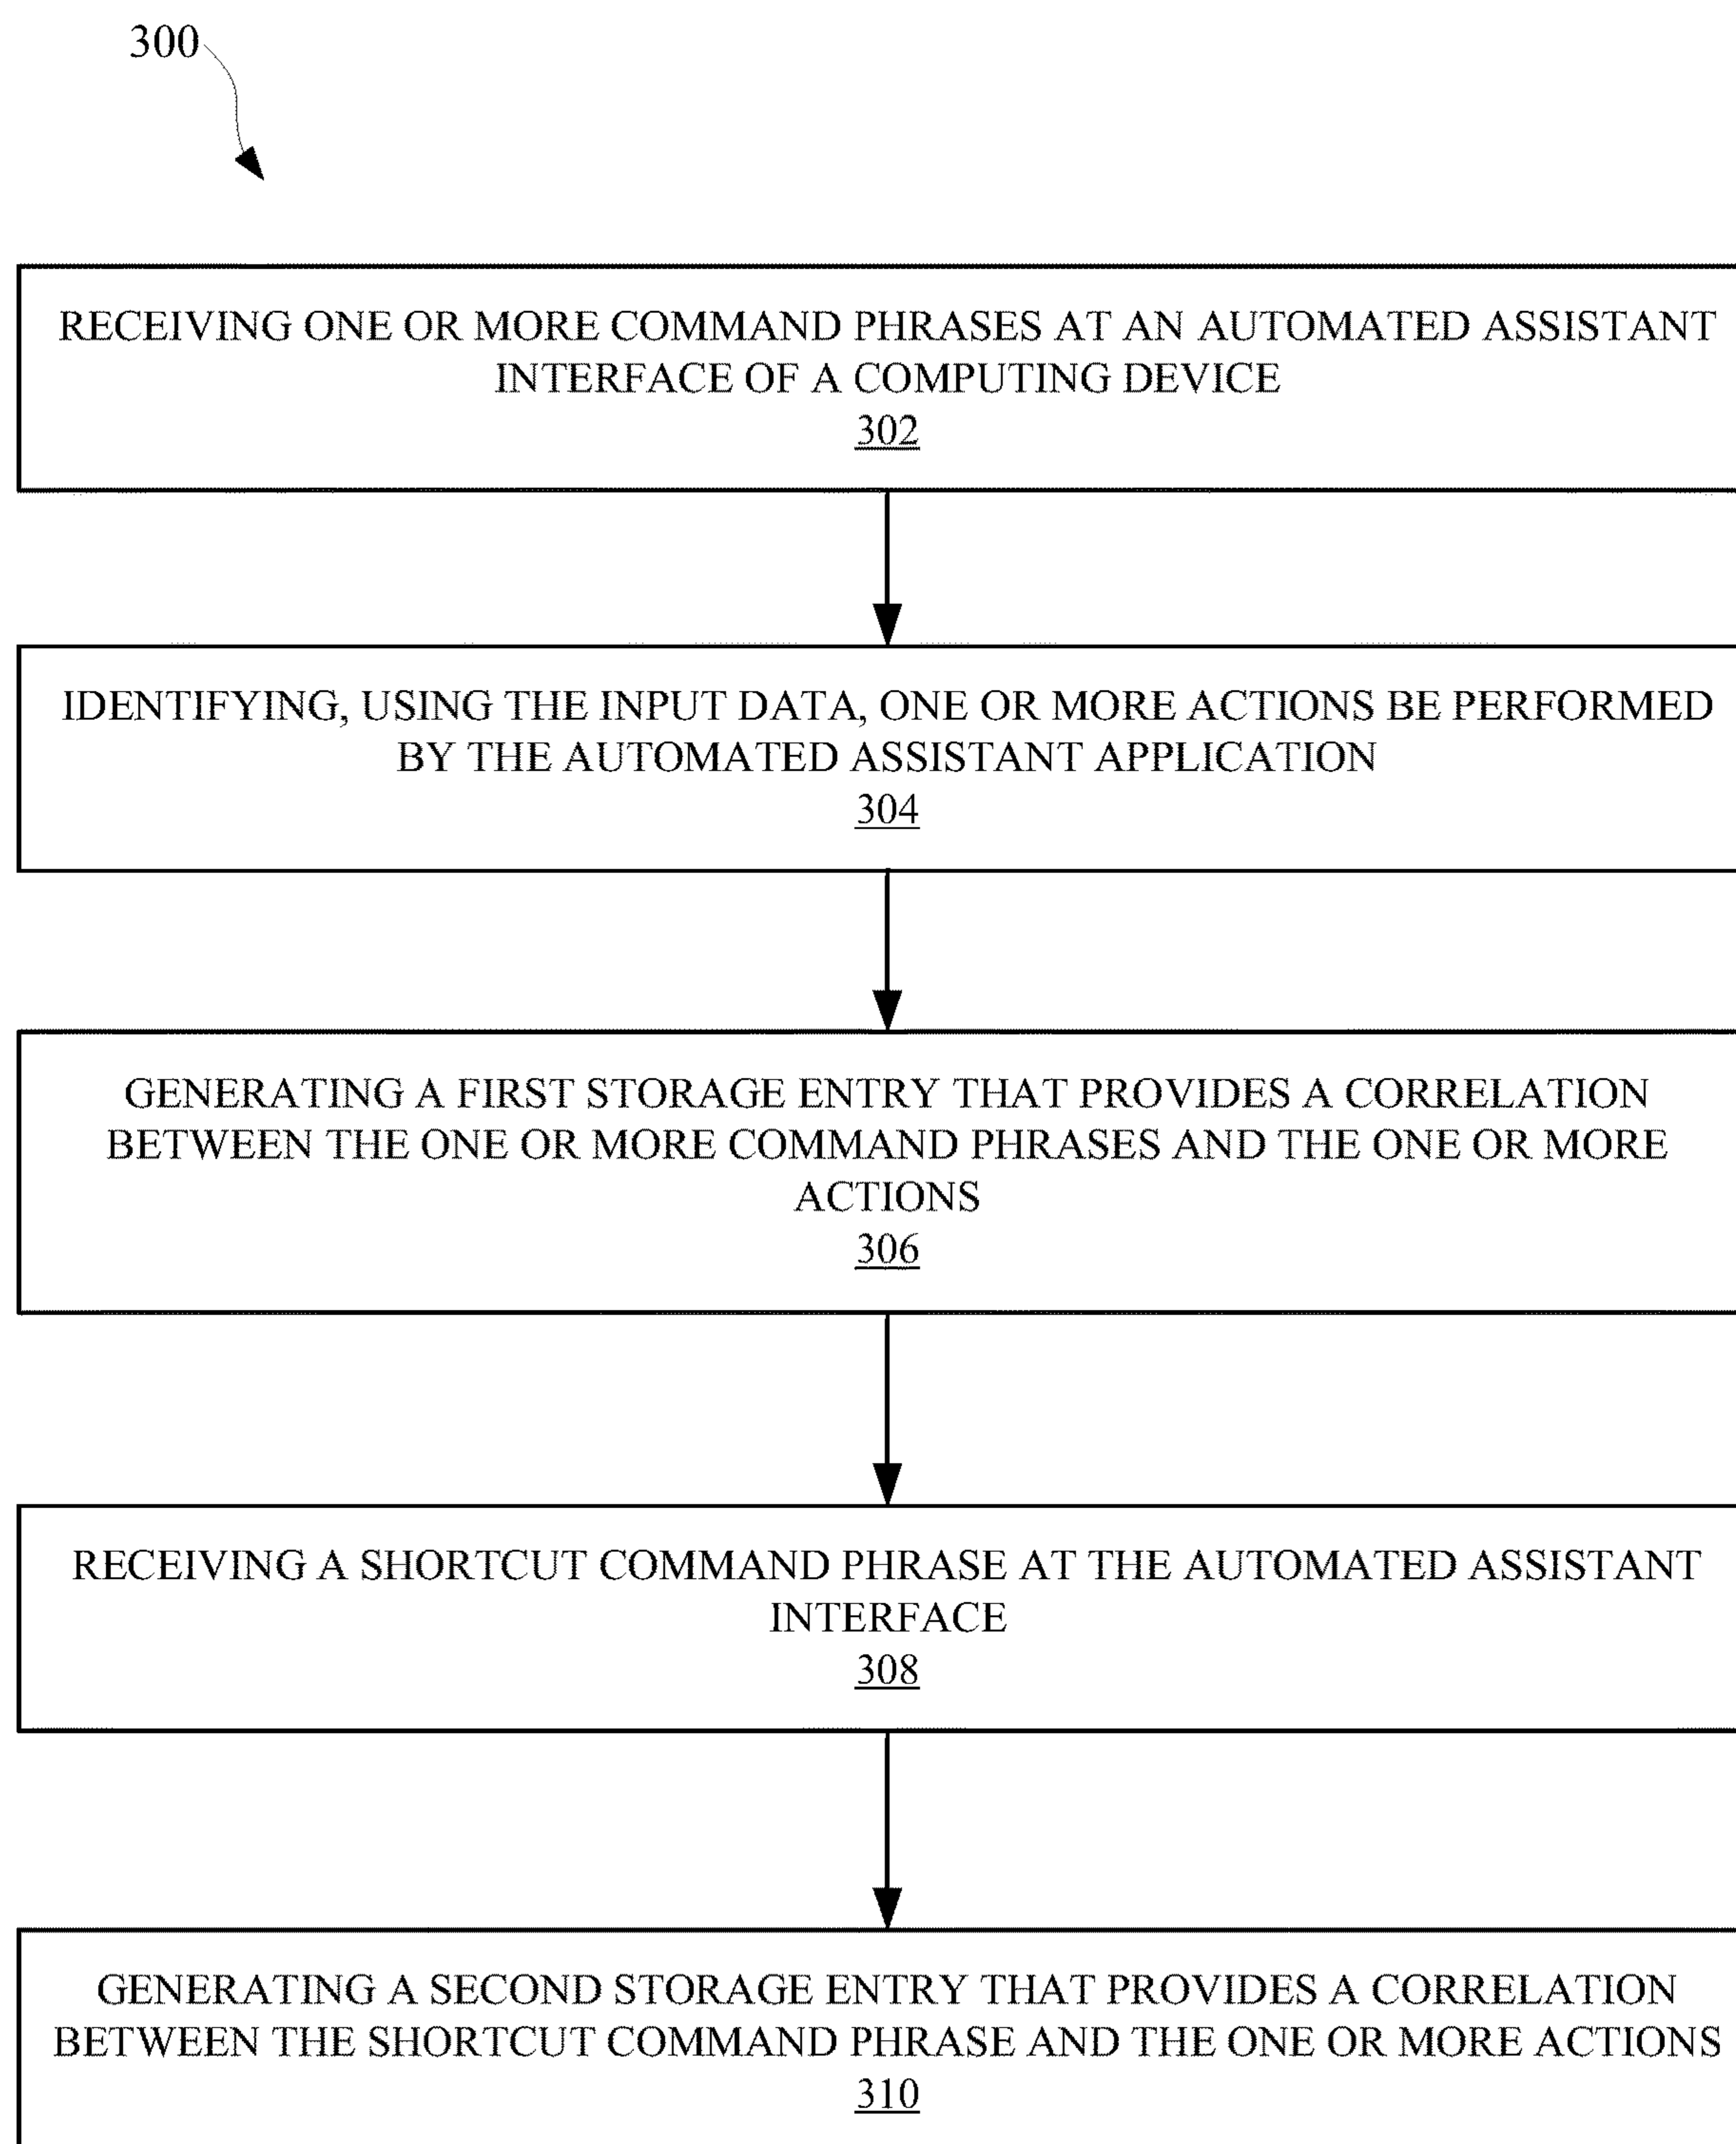 300
RECEIVING ONE OR MORE COMMAND PHRASES AT AN AUTOMATED ASSISTANT
INTERFACE OF A COMPUTING DEVICE
302
IDENTIFYING, USING THE INPUT DATA, ONE OR MORE ACTIONS BE PERFORMED
BY THE AUTOMATED ASSISTANT APPLICATION
304
GENERATING A FIRST STORAGE ENTRY THAT PROVIDES A CORRELATION
BETWEEN THE ONE OR MORE COMMAND PHRASES AND THE ONE OR MORE
ACTIONS
306
RECEIVING A SHORTCUT COMMAND PHRASE AT THE AUTOMATED ASSISTANT
INTERFACE
308
GENERATING A SECOND STORAGE ENTRY THAT PROVIDES A CORRELATION
BETWEEN THE SHORTCUT COMMAND PHRASE AND THE ONE OR MORE ACTIONS
310